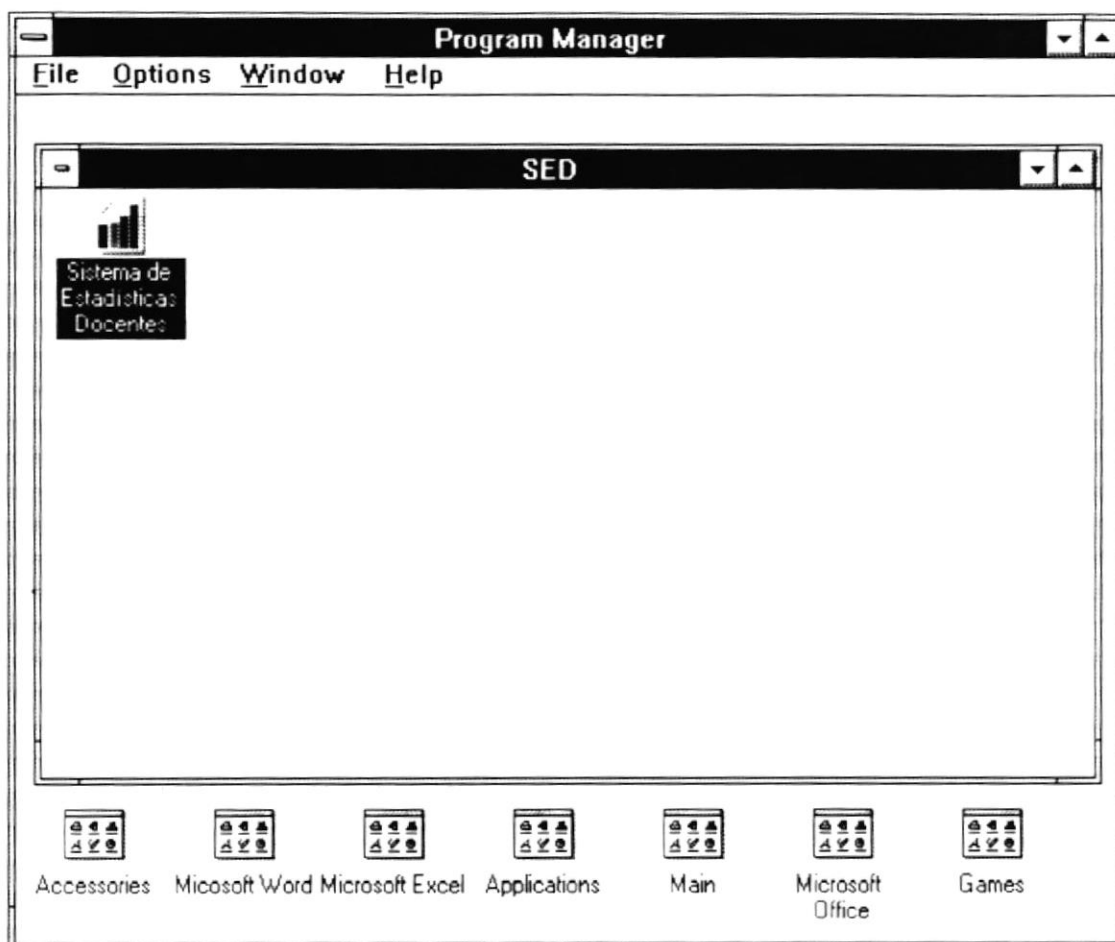 Program Manager
File Options Window Help
SED
Sistema de
Estadísticas
Docentes
Accessories Micosoft Word Microsoft Excel Applications Main Microsoft Office Games